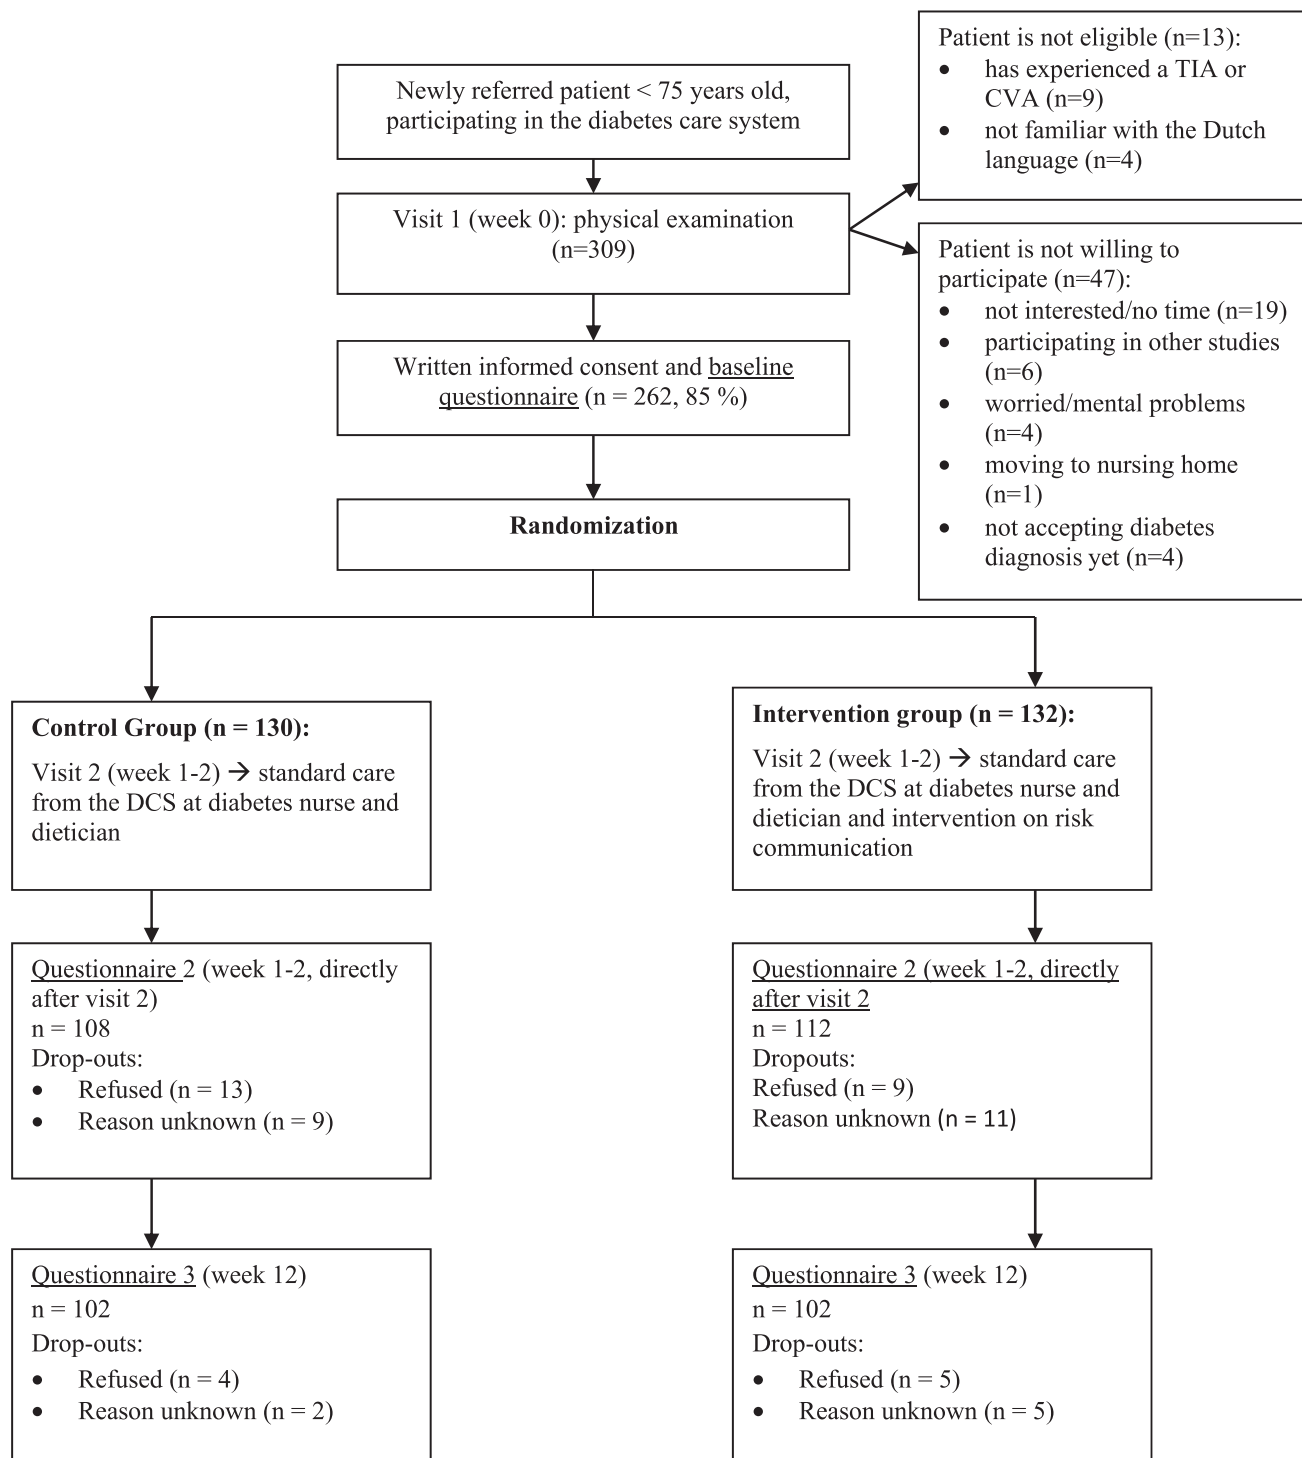 Newly referred patient < 75 years old,
participating in the diabetes care system
Patient is not eligible (n=13):
• has experienced a TIA or
CVA (n=9)
• not familiar with the Dutch
language (n=4)
Visit 1 (week 0): physical examination
(n=309)
Patient is not willing to
participate (n=47):
• not interested/no time (n=19)
• participating in other studies
(n=6)
• worried/mental problems
(n=4)
• moving to nursing home
(n=1)
• not accepting diabetes
diagnosis yet (n=4)
Written informed consent and baseline
questionnaire (n = 262, 85 %)
Randomization
Control Group (n = 130):
Visit 2 (week 1-2) → standard care
from the DCS at diabetes nurse and
dietician
Intervention group (n = 132):
Visit 2 (week 1-2) → standard care
from the DCS at diabetes nurse and
dietician and intervention on risk
communication
Questionnaire 2 (week 1-2, directly
after visit 2)
n = 108
Drop-outs:
• Refused (n = 13)
• Reason unknown (n = 9)
Questionnaire 2 (week 1-2, directly
after visit 2
n = 112
Dropouts:
Refused (n = 9)
Reason unknown (n = 11)
Questionnaire 3 (week 12)
n = 102
Drop-outs:
• Refused (n = 4)
• Reason unknown (n = 2)
Questionnaire 3 (week 12)
n = 102
Drop-outs:
• Refused (n = 5)
• Reason unknown (n = 5)